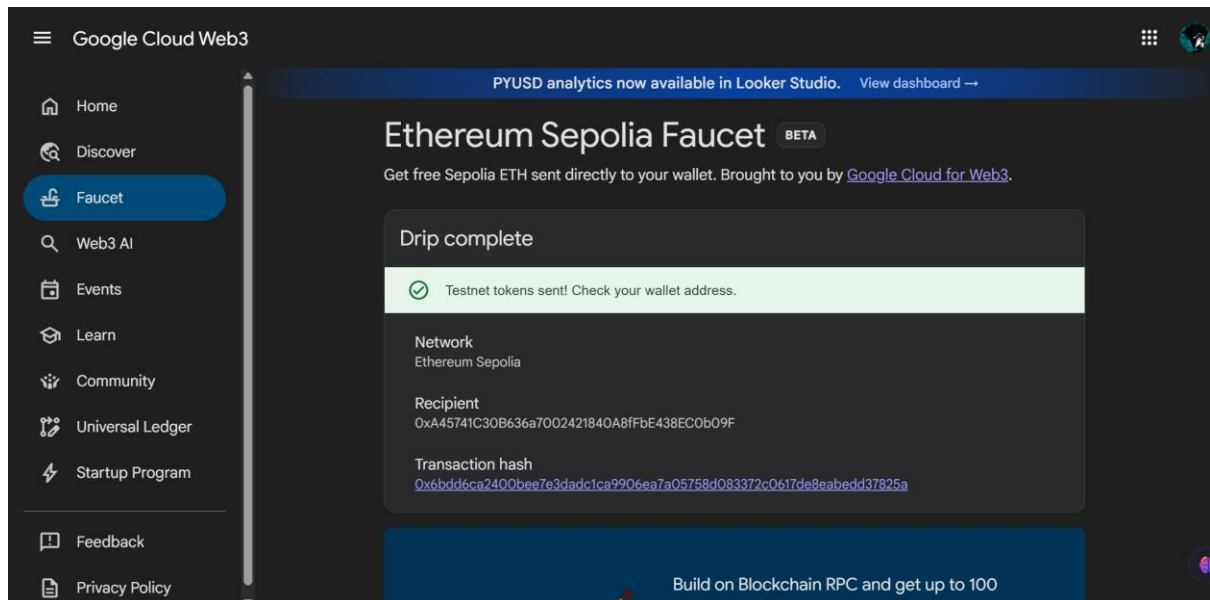 Google Cloud Web3
PYUSD analytics now available in Looker Studio. View dashboard →
Home
Discover
Faucet
Web3 AI
Events
Learn
Community
Universal Ledger
Startup Program
Feedback
Privacy Policy
Ethereum Sepolia Faucet BETA
Get free Sepolia ETH sent directly to your wallet. Brought to you by Google Cloud for Web3.
Drip complete
Testnet tokens sent! Check your wallet address.
Network
Ethereum Sepolia
Recipient
0xA45741C30B636a7002421840A8fFbE438EC0b09F
Transaction hash
0x6bdd6ca2400bee7e3dadc1ca9906ea7a05758d083372c0617de8eabedd37825a
Build on Blockchain RPC and get up to 100